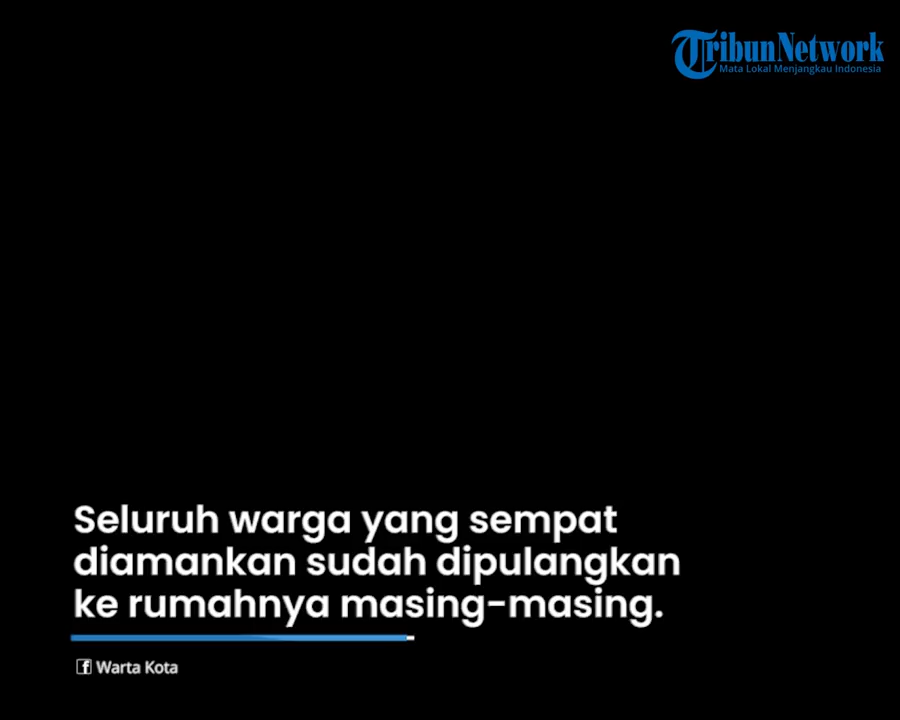 TribunNetwork
Mata Lokal Menjangkau Indonesia
Seluruh warga yang sempat
diamankan sudah dipulangkan
ke rumahnya masing-masing.
f Warta Kota